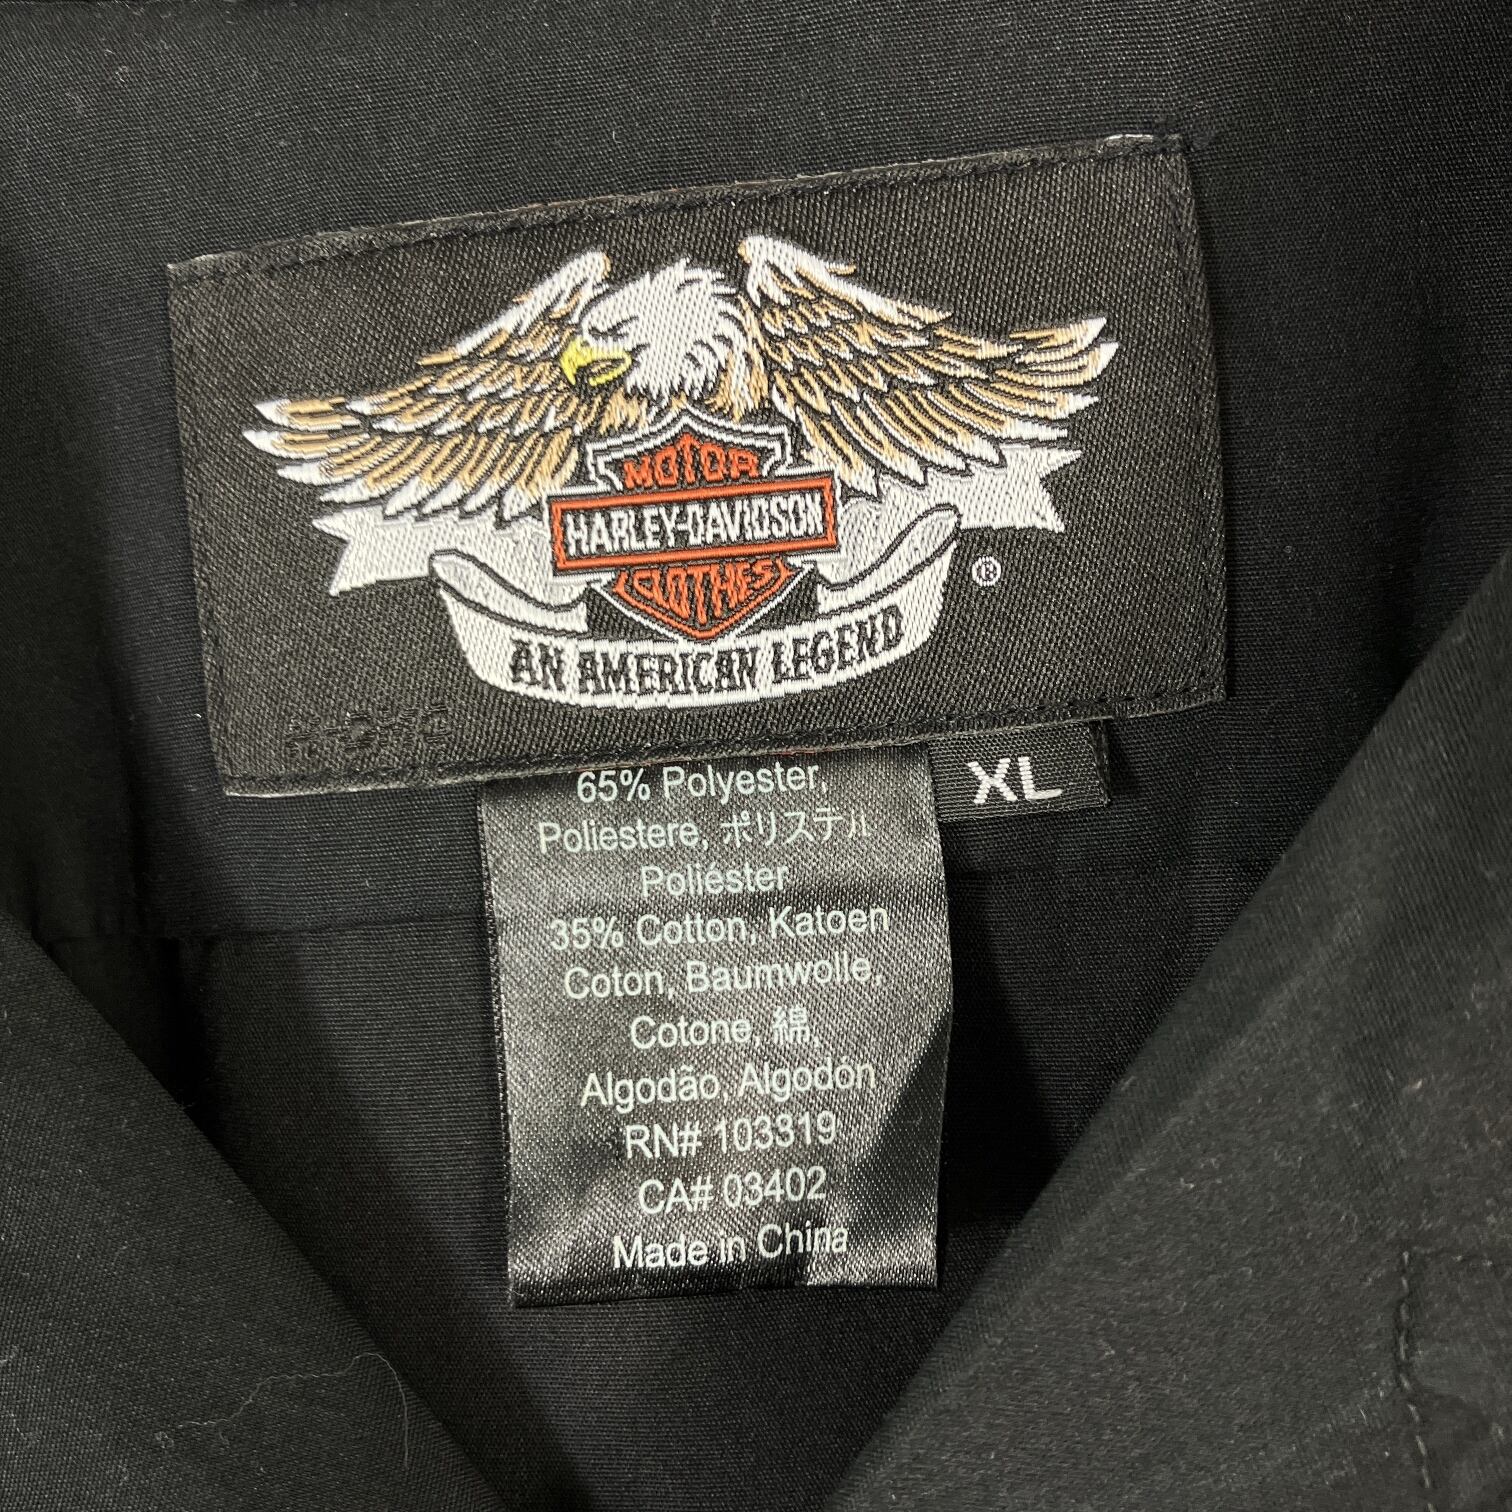 MOTOR
HARLEY-DAVIDSON
CLOTHES
®
AN AMERICAN LEGEND
XL
65% Polyester,
Poliestere, ポリステル
Poliéster
35% Cotton, Katoen
Coton, Baumwolle,
Cotone, 綿,
Algodão, Algodón
RN# 103319
CA# 03402
Made in China